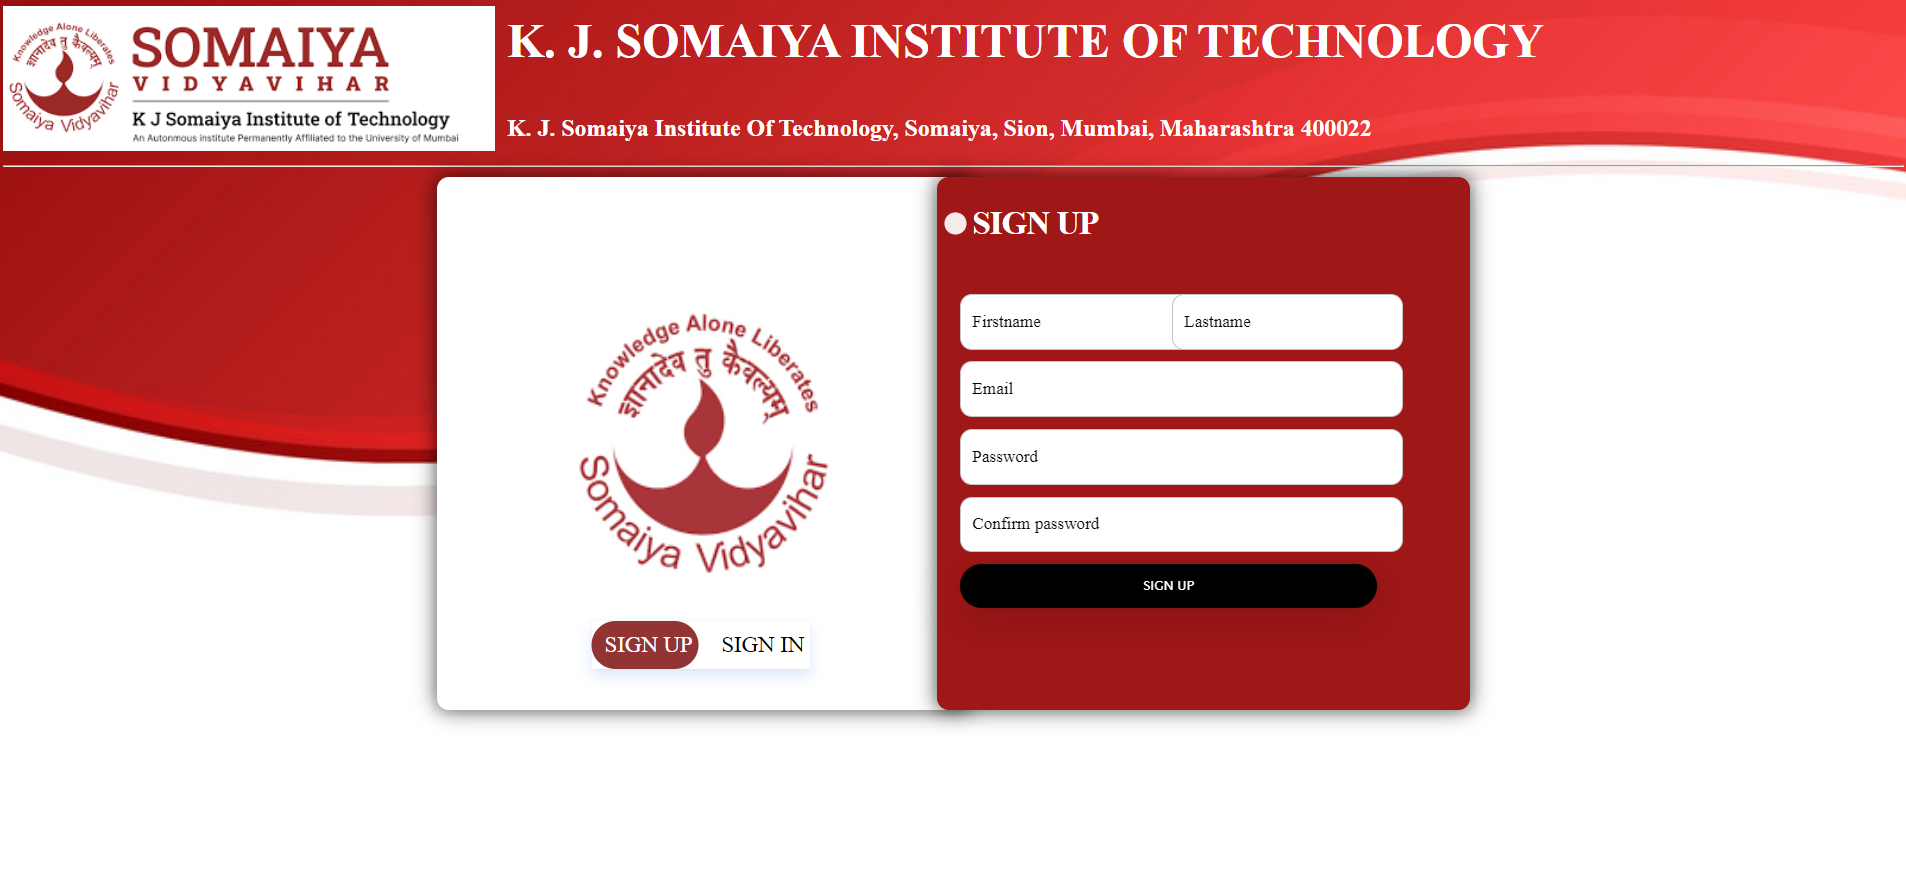 Knowledge Alone Liberates
ज्ञानादेव तु कैवल्यम्
Somaiya Vidyavihar
SOMAIYA
VIDYAVIHAR
K J Somaiya Institute of Technology
An Autonmous institute Permanently Affiliated to the University of Mumbai
K. J. SOMAIYA INSTITUTE OF TECHNOLOGY
K. J. Somaiya Institute Of Technology, Somaiya, Sion, Mumbai, Maharashtra 400022
Knowledge Alone Liberates
ज्ञानादेव तु कैवल्यम्
Somaiya Vidyavihar
SIGN UP SIGN IN
SIGN UP
Firstname Lastname
Email
Password
Confirm password
SIGN UP